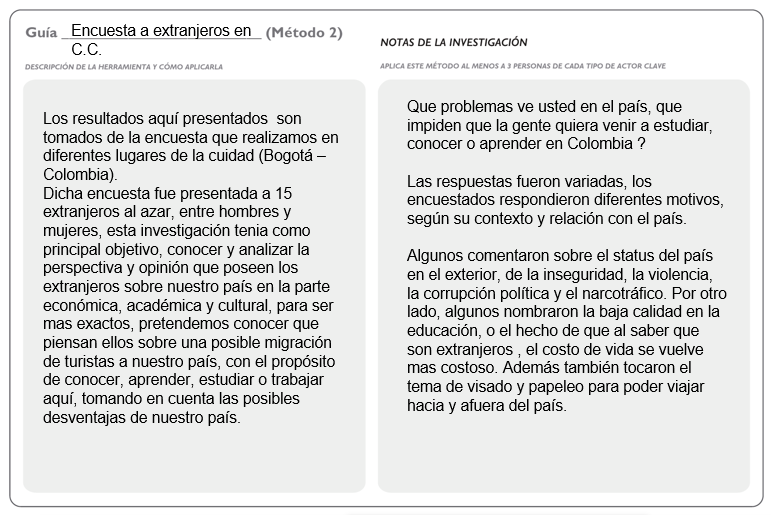 Guía Encuesta a extranjeros en (Método 2)
C.C.
DESCRIPCIÓN DE LA HERRAMIENTA Y CÓMO APLICARLA
Los resultados aquí presentados son
tomados de la encuesta que realizamos en
diferentes lugares de la cuidad (Bogotá –
Colombia).
Dicha encuesta fue presentada a 15
extranjeros al azar, entre hombres y
mujeres, esta investigación tenia como
principal objetivo, conocer y analizar la
perspectiva y opinión que poseen los
extranjeros sobre nuestro país en la parte
económica, académica y cultural, para ser
mas exactos, pretendemos conocer que
piensan ellos sobre una posible migración
de turistas a nuestro país, con el propósito
de conocer, aprender, estudiar o trabajar
aquí, tomando en cuenta las posibles
desventajas de nuestro país.
NOTAS DE LA INVESTIGACIÓN
APLICA ESTE MÉTODO AL MENOS A 3 PERSONAS DE CADA TIPO DE ACTOR CLAVE
Que problemas ve usted en el país, que
impiden que la gente quiera venir a estudiar,
conocer o aprender en Colombia ?
Las respuestas fueron variadas, los
encuestados respondieron diferentes motivos,
según su contexto y relación con el país.
Algunos comentaron sobre el status del país
en el exterior, de la inseguridad, la violencia,
la corrupción política y el narcotráfico. Por otro
lado, algunos nombraron la baja calidad en la
educación, o el hecho de que al saber que
son extranjeros , el costo de vida se vuelve
mas costoso. Además también tocaron el
tema de visado y papeleo para poder viajar
hacia y afuera del país.